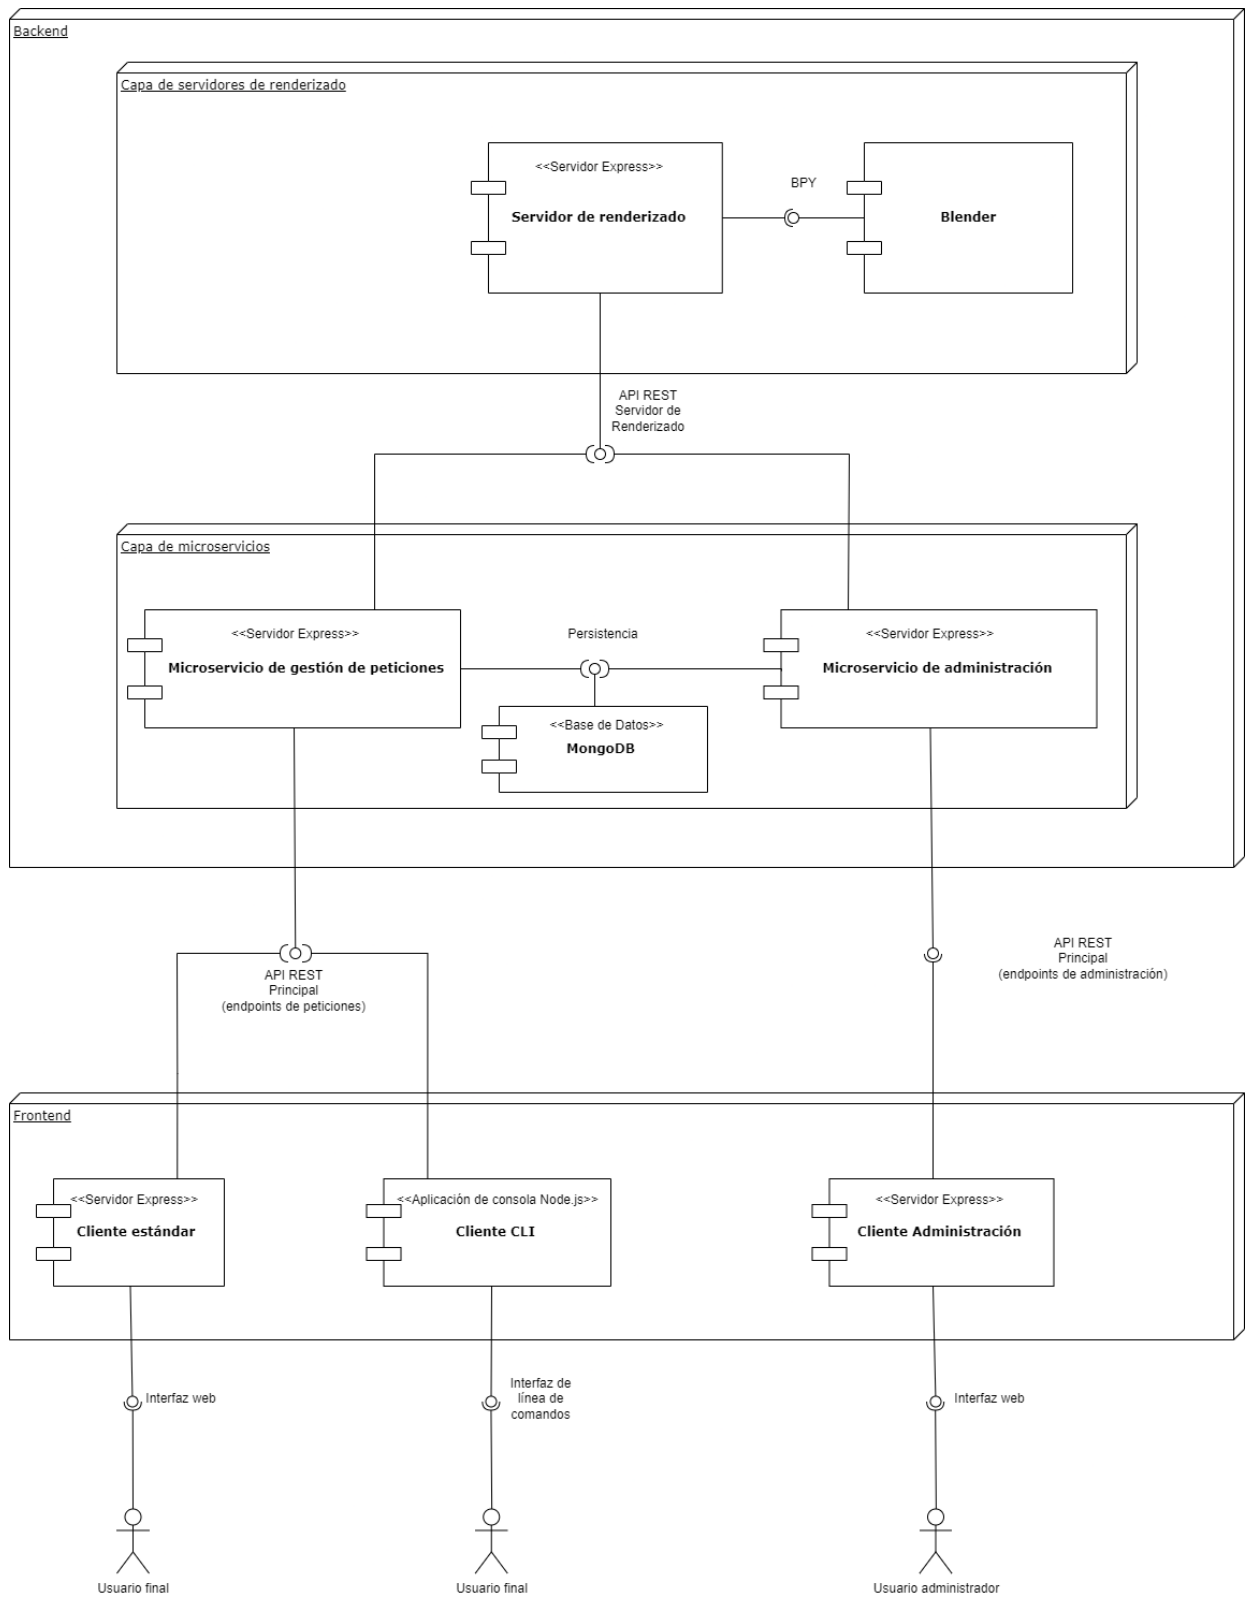 Backend
Capa de servidores de renderizado
<<Servidor Express>>
Servidor de renderizado
BPY
Blender
API REST
Servidor de
Renderizado
Capa de microservicios
<<Servidor Express>>
Microservicio de gestión de peticiones
Persistencia
<<Servidor Express>>
Microservicio de administración
<<Base de Datos>>
MongoDB
API REST
Principal
(endpoints de peticiones)
API REST
Principal
(endpoints de administración)
Frontend
<<Servidor Express>>
Cliente estándar
<<Aplicación de consola Node.js>>
Cliente CLI
<<Servidor Express>>
Cliente Administración
Interfaz web
Interfaz de
línea de
comandos
Interfaz web
Usuario final
Usuario final
Usuario administrador